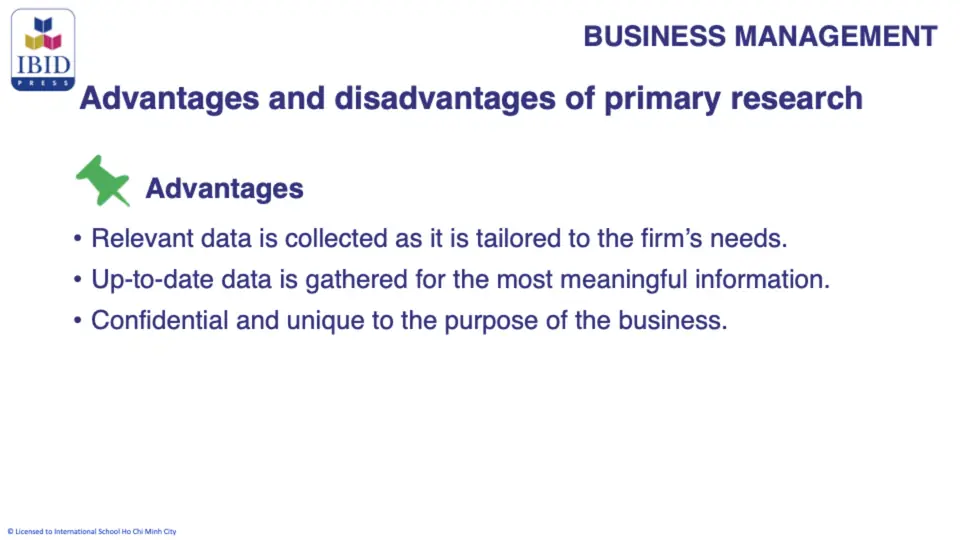 IBID
PRESS
BUSINESS MANAGEMENT
Advantages and disadvantages of primary research
Advantages
• Relevant data is collected as it is tailored to the firm’s needs.
• Up-to-date data is gathered for the most meaningful information.
• Confidential and unique to the purpose of the business.
© Licensed to International School Ho Chi Minh City